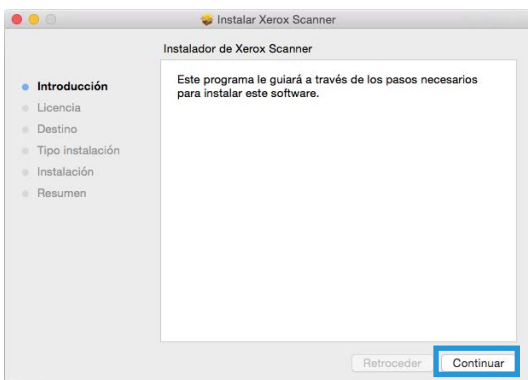 Instalar Xerox Scanner
Instalador de Xerox Scanner
Introducción
Licencia
Destino
Tipo instalación
Instalación
Resumen
Este programa le guiará a través de los pasos necesarios
para instalar este software.
Retroceder
Continuar